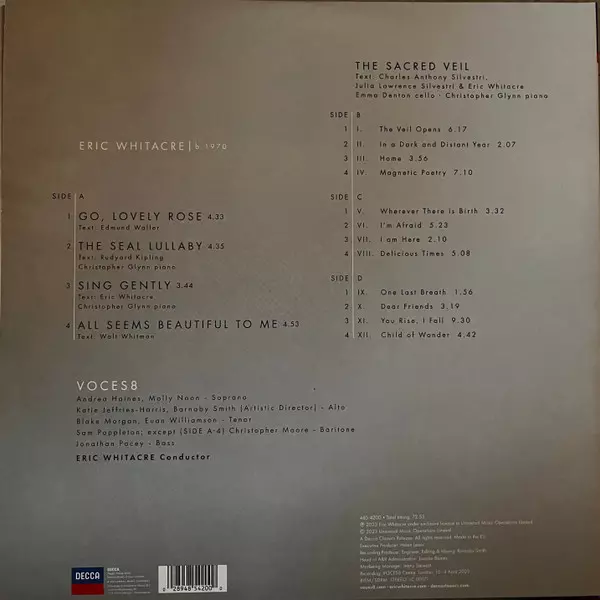 THE SACRED VEIL
Text: Charles Anthony Silvestri,
Julia Lawrence Silvestri & Eric Whitacre
Emma Denton cello · Christopher Glynn piano
ERIC WHITACRE | b.1970
SIDE A
1 GO, LOVELY ROSE 4.33
Text: Edmund Waller
2 THE SEAL LULLABY 4.35
Text: Rudyard Kipling
Christopher Glynn piano
3 SING GENTLY 3.44
Text: Eric Whitacre
Christopher Glynn piano
4 ALL SEEMS BEAUTIFUL TO ME 4.53
Text: Walt Whitman
SIDE B
1 I. The Veil Opens 6.17
2 II. In a Dark and Distant Year 2.07
3 III. Home 3.56
4 IV. Magnetic Poetry 7.10
SIDE C
1 V. Wherever There is Birth 3.32
2 VI. I'm Afraid 5.23
3 VII. I am Here 2.10
4 VIII. Delicious Times 5.08
SIDE D
1 IX. One Last Breath 1.56
2 X. Dear Friends 3.19
3 XI. You Rise, I Fall 9.30
4 XII. Child of Wonder 4.42
VOCES8
Andrea Haines, Molly Noon - Soprano
Katie Jeffries-Harris, Barnaby Smith (Artistic Director) - Alto
Blake Morgan, Euan Williamson - Tenor
Sam Poppleton; except (SIDE A-4) Christopher Moore - Baritone
Jonathan Pacey - Bass
ERIC WHITACRE Conductor
DECCA
DECCA
0 28948 54200 0